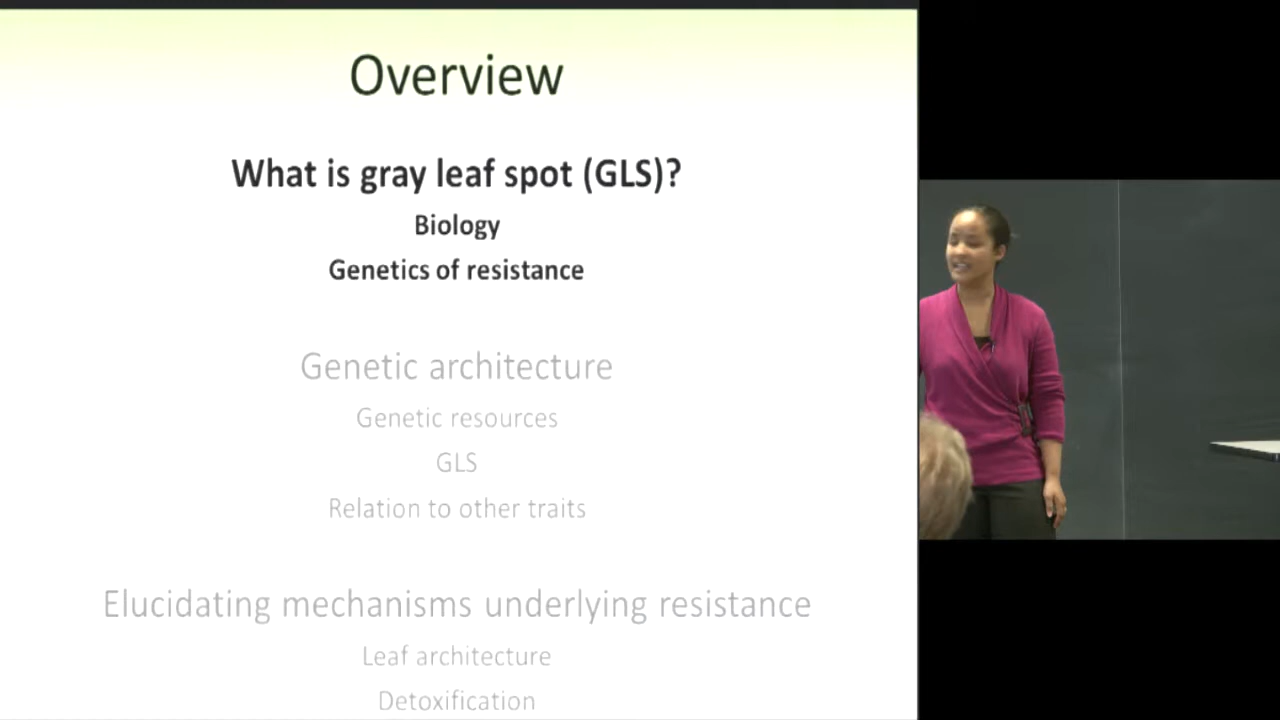 Overview
What is gray leaf spot (GLS)?
Biology
Genetics of resistance
Genetic architecture
Genetic resources
GLS
Relation to other traits
Elucidating mechanisms underlying resistance
Leaf architecture
Detoxification